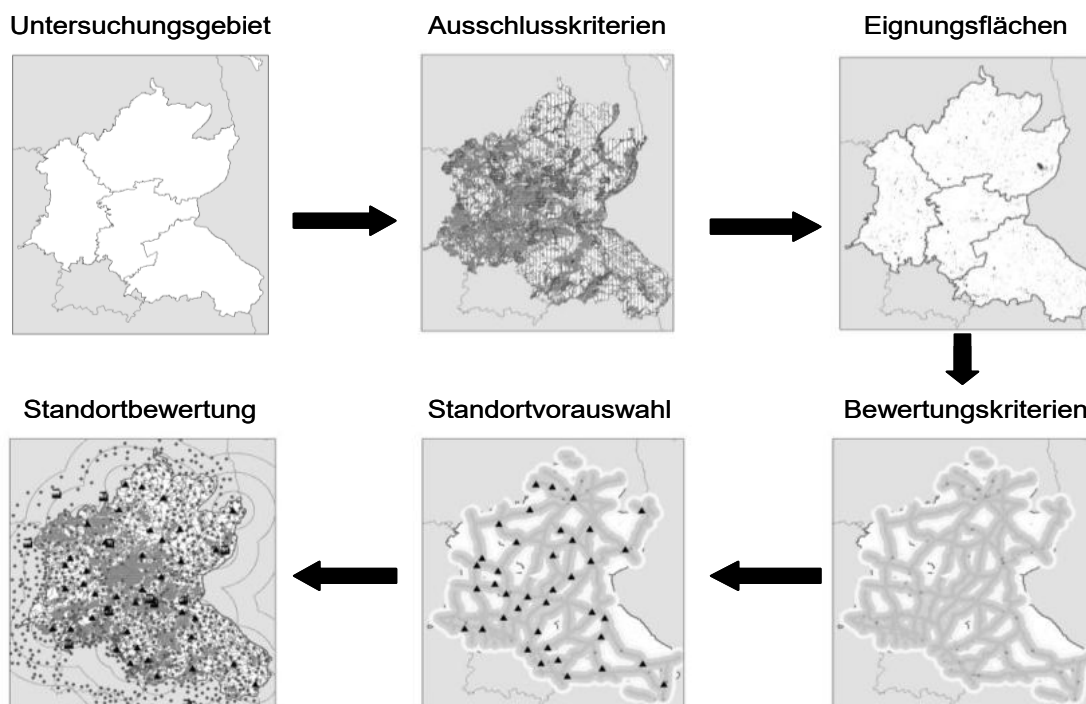 Untersuchungsgebiet
Ausschlusskriterien
Eignungsflächen
Standortbewertung
Standortvorauswahl
Bewertungskriterien